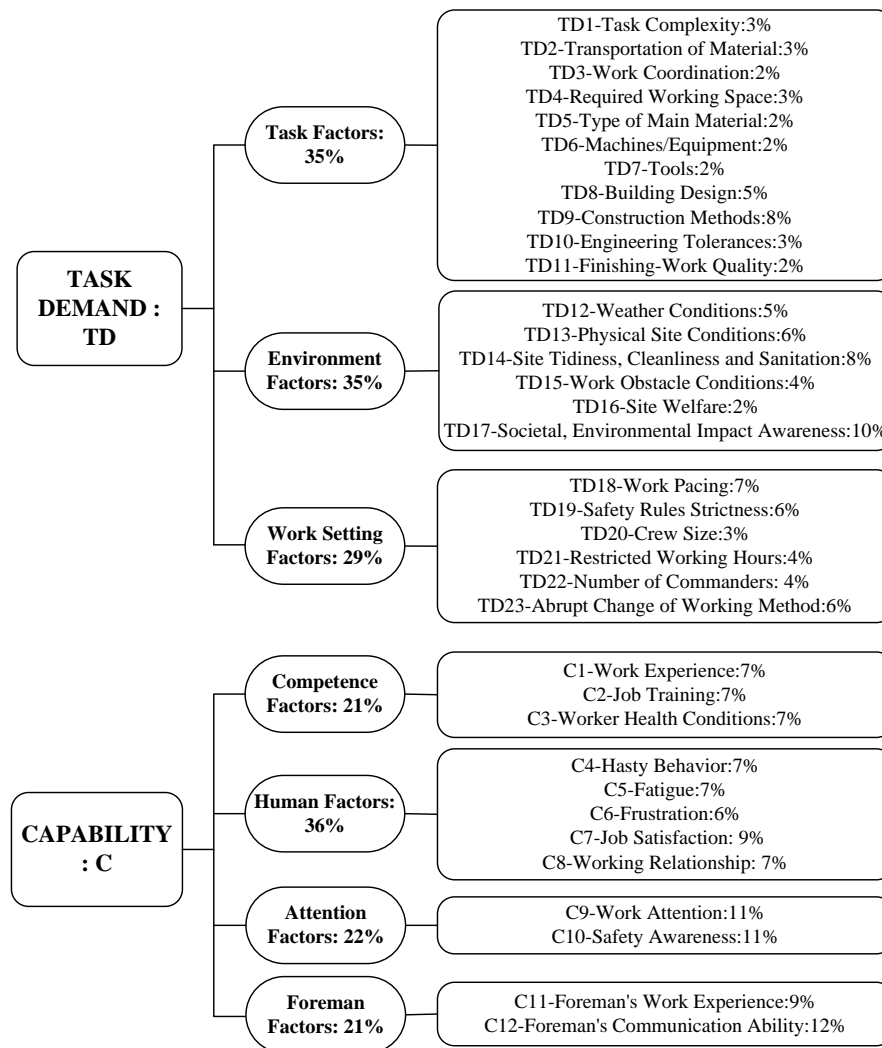 TASK
DEMAND :
TD
Task Factors:
35%
TD1-Task Complexity:3%
TD2-Transportation of Material:3%
TD3-Work Coordination:2%
TD4-Required Working Space:3%
TD5-Type of Main Material:2%
TD6-Machines/Equipment:2%
TD7-Tools:2%
TD8-Building Design:5%
TD9-Construction Methods:8%
TD10-Engineering Tolerances:3%
TD11-Finishing-Work Quality:2%
Environment
Factors: 35%
TD12-Weather Conditions:5%
TD13-Physical Site Conditions:6%
TD14-Site Tidiness, Cleanliness and Sanitation:8%
TD15-Work Obstacle Conditions:4%
TD16-Site Welfare:2%
TD17-Societal, Environmental Impact Awareness:10%
Work Setting
Factors: 29%
TD18-Work Pacing:7%
TD19-Safety Rules Strictness:6%
TD20-Crew Size:3%
TD21-Restricted Working Hours:4%
TD22-Number of Commanders: 4%
TD23-Abrupt Change of Working Method:6%
CAPABILITY
: C
Competence
Factors: 21%
C1-Work Experience:7%
C2-Job Training:7%
C3-Worker Health Conditions:7%
Human Factors:
36%
C4-Hasty Behavior:7%
C5-Fatigue:7%
C6-Frustration:6%
C7-Job Satisfaction: 9%
C8-Working Relationship: 7%
Attention
Factors: 22%
C9-Work Attention:11%
C10-Safety Awareness:11%
Foreman
Factors: 21%
C11-Foreman's Work Experience:9%
C12-Foreman's Communication Ability:12%